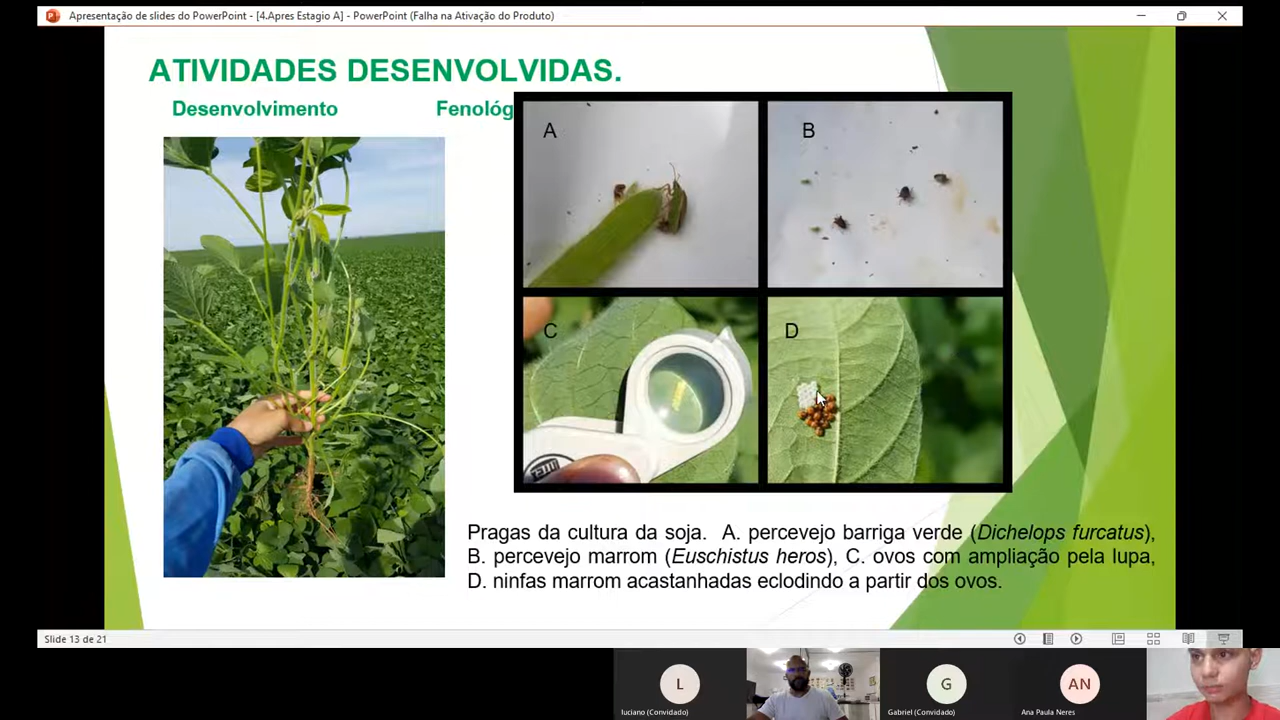 Apresentação de slides do PowerPoint - [4.Apres Estagio A] - PowerPoint (Falha na Ativação do Produto)
ATIVIDADES DESENVOLVIDAS.
Desenvolvimento Fenológ
A
B
C
D
Pragas da cultura da soja. A. percevejo barriga verde (Dichelops furcatus),
B. percevejo marrom (Euschistus heros), C. ovos com ampliação pela lupa,
D. ninfas marrom acastanhadas eclodindo a partir dos ovos.
Slide 13 de 21
L
G
AN
luciano (Convidado)
Gabriel (Convidado)
Ana Paula Neres